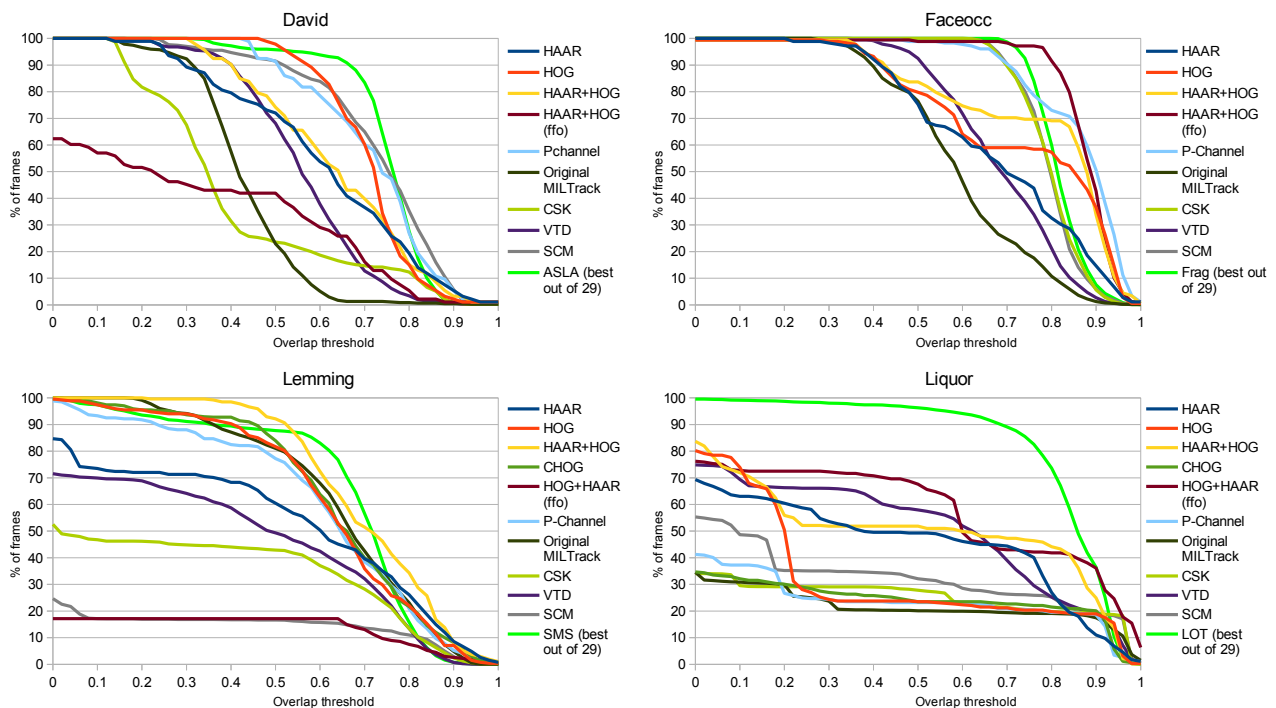 David
% of frames
100
90
80
70
60
50
40
30
20
10
0
0 0.1 0.2 0.3 0.4 0.5 0.6 0.7 0.8 0.9 1
Overlap threshold
HAAR
HOG
HAAR+HOG
HAAR+HOG
(ffo)
Pchannel
Original
MILTrack
CSK
VTD
SCM
ASLA (best
out of 29)
Faceocc
% of frames
100
90
80
70
60
50
40
30
20
10
0
0 0.1 0.2 0.3 0.4 0.5 0.6 0.7 0.8 0.9 1
Overlap threshold
HAAR
HOG
HAAR+HOG
HAAR+HOG
(ffo)
P-Channel
Original
MILTrack
CSK
VTD
SCM
Frag (best out
of 29)
Lemming
% of frames
100
90
80
70
60
50
40
30
20
10
0
0 0.1 0.2 0.3 0.4 0.5 0.6 0.7 0.8 0.9 1
Overlap threshold
HAAR
HOG
HAAR+HOG
CHOG
HOG+HAAR
(ffo)
P-Channel
Original
MILTrack
CSK
VTD
SCM
SMS (best
out of 29)
Liquor
% of frames
100
90
80
70
60
50
40
30
20
10
0
0 0.1 0.2 0.3 0.4 0.5 0.6 0.7 0.8 0.9 1
Overlap threshold
HAAR
HOG
HAAR+HOG
CHOG
HOG+HAAR
(ffo)
P-Channel
Original
MILTrack
CSK
VTD
SCM
LOT (best
out of 29)